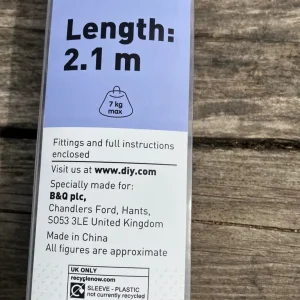 Length:
2.1 m
7 kg
max
Fittings and full instructions
enclosed
Visit us at www.diy.com
Specially made for:
B&Q plc,
Chandlers Ford, Hants,
SO53 3LE United Kingdom
Made in China
All figures are approximate
UK ONLY
recyclenow.com
SLEEVE - PLASTIC
not currently recycled